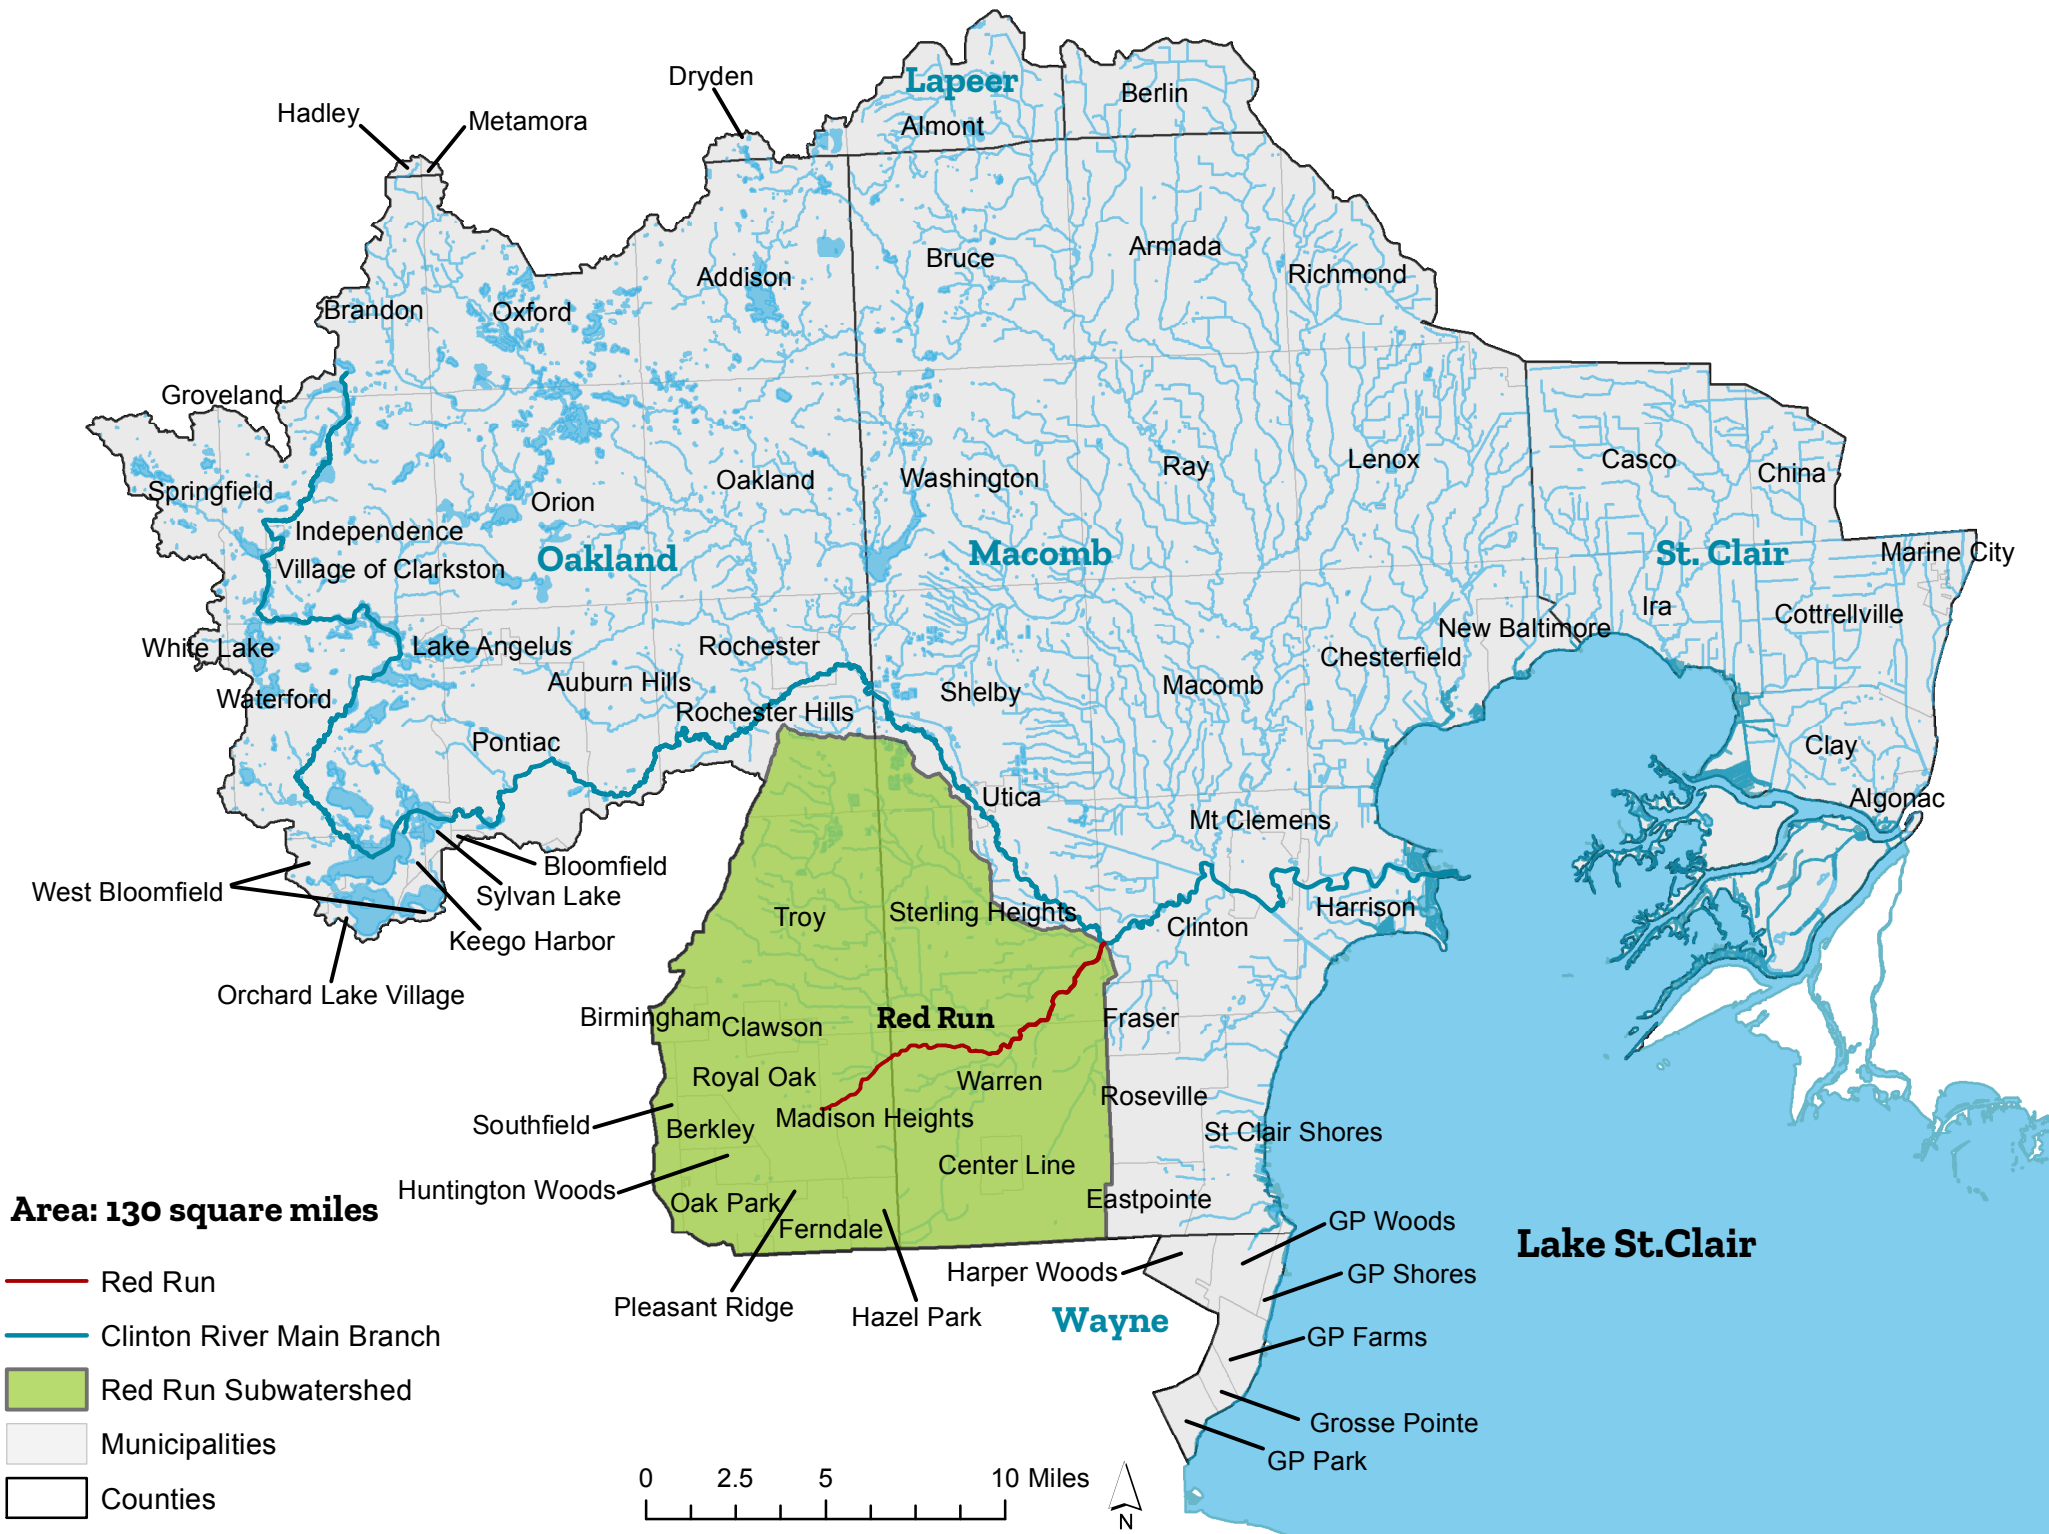 Lapeer
Dryden
Berlin
Hadley
Metamora
Almont
Armada
Bruce
Richmond
Addison
Brandon
Oxford
Groveland
Lenox
Casco
Ray
China
Washington
Oakland
Springfield
Orion
Independence
Marine City
Macomb
St. Clair
Oakland
Village of Clarkston
Ira
Cottrellville
New Baltimore
White Lake
Lake Angelus
Rochester
Chesterfield
Auburn Hills
Macomb
Shelby
Waterford
Rochester Hills
Pontiac
Clay
Utica
Algonac
Mt Clemens
Bloomfield
West Bloomfield
Sylvan Lake
Harrison
Sterling Heights
Troy
Clinton
Keego Harbor
Orchard Lake Village
Birmingham
Red Run
Fraser
Clawson
Royal Oak
Warren
Roseville
Madison Heights
Southfield
Berkley
St Clair Shores
Center Line
Huntington Woods
Eastpointe
Oak Park
Area: 130 square miles
GP Woods
Ferndale
Lake St.Clair
Harper Woods
GP Shores
Red Run
Pleasant Ridge
Hazel Park
Wayne
Clinton River Main Branch
GP Farms
Red Run Subwatershed
Grosse Pointe
Municipalities
GP Park
0 2.5 5 10 Miles
Counties
N